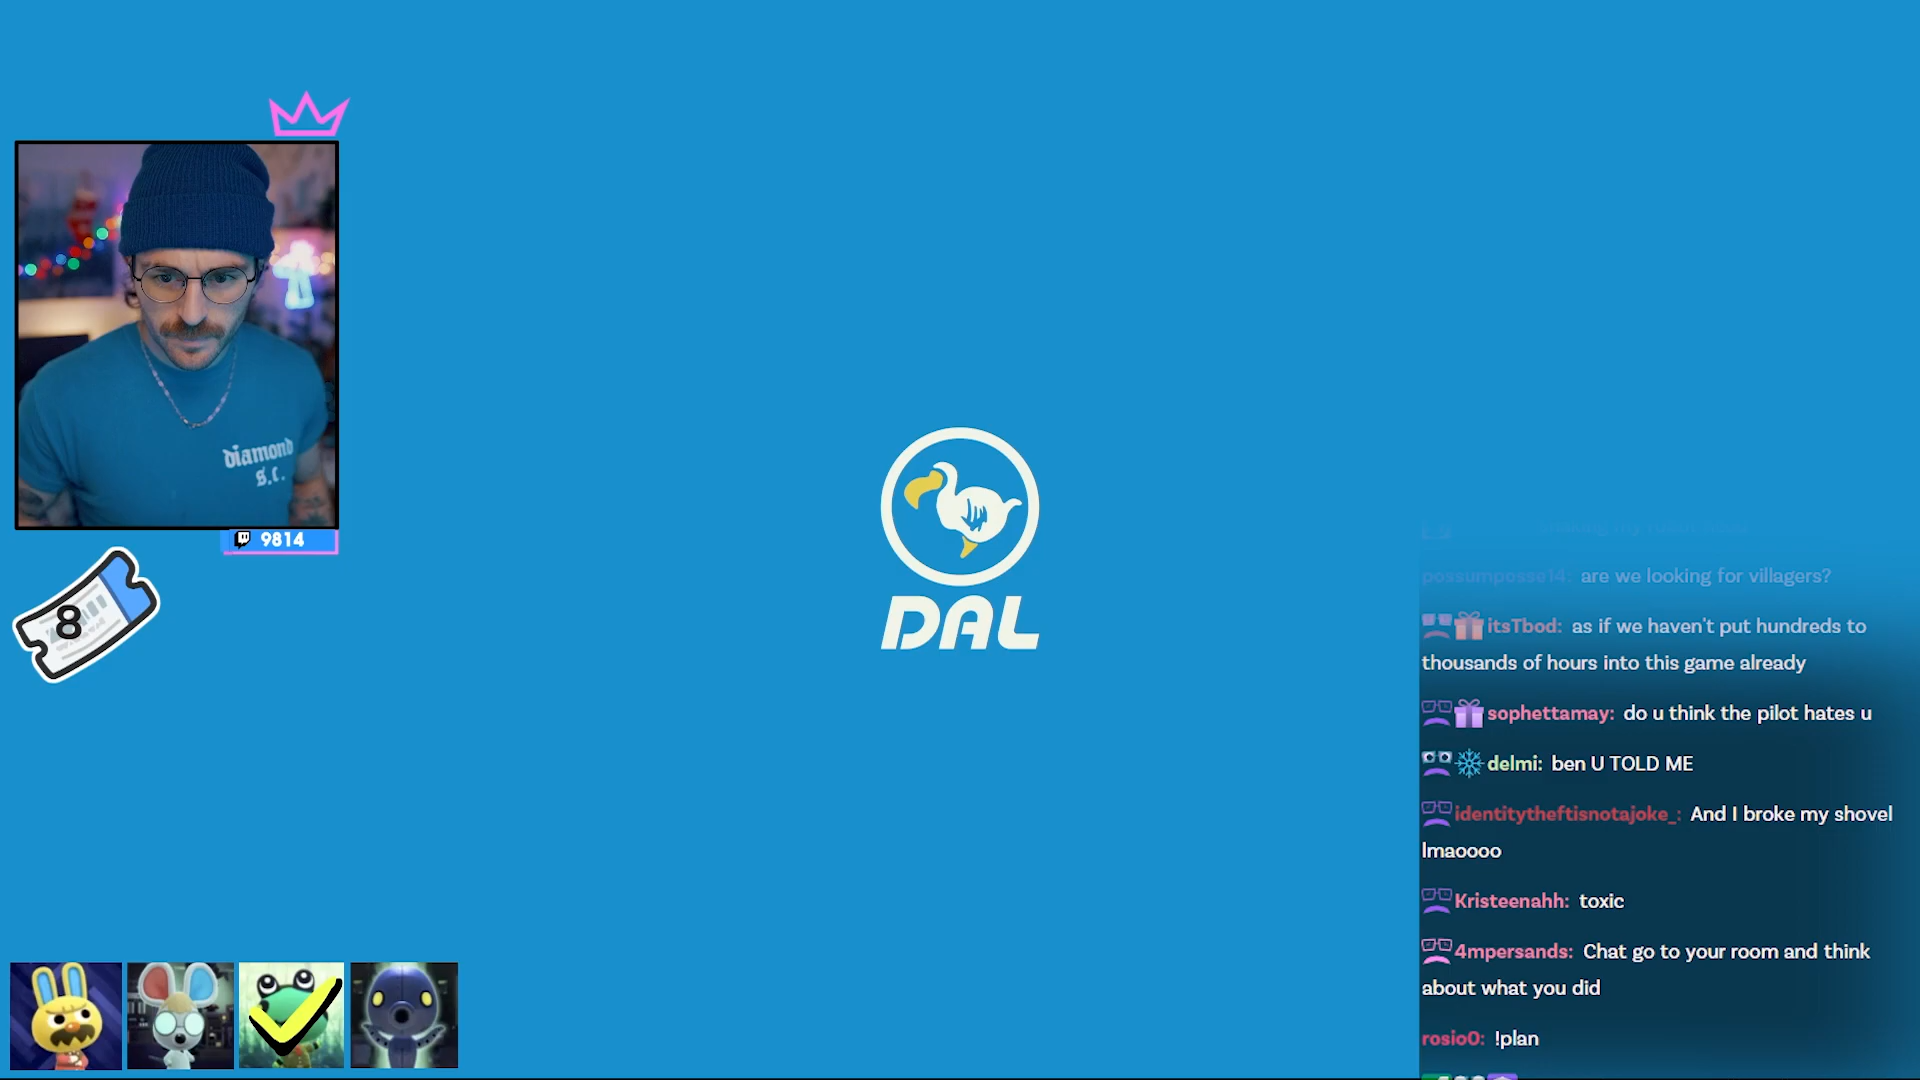 diamond
s.c.
9814
8
DAL
possumposse14: are we looking for villagers?
itsTbod: as if we haven't put hundreds to
thousands of hours into this game already
sophettamay: do u think the pilot hates u
delmi: ben U TOLD ME
identitytheftisnotajoke_: And I broke my shovel
lmaoooo
Kristeenahh: toxic
4mpersands: Chat go to your room and think
about what you did
rosio0: !plan